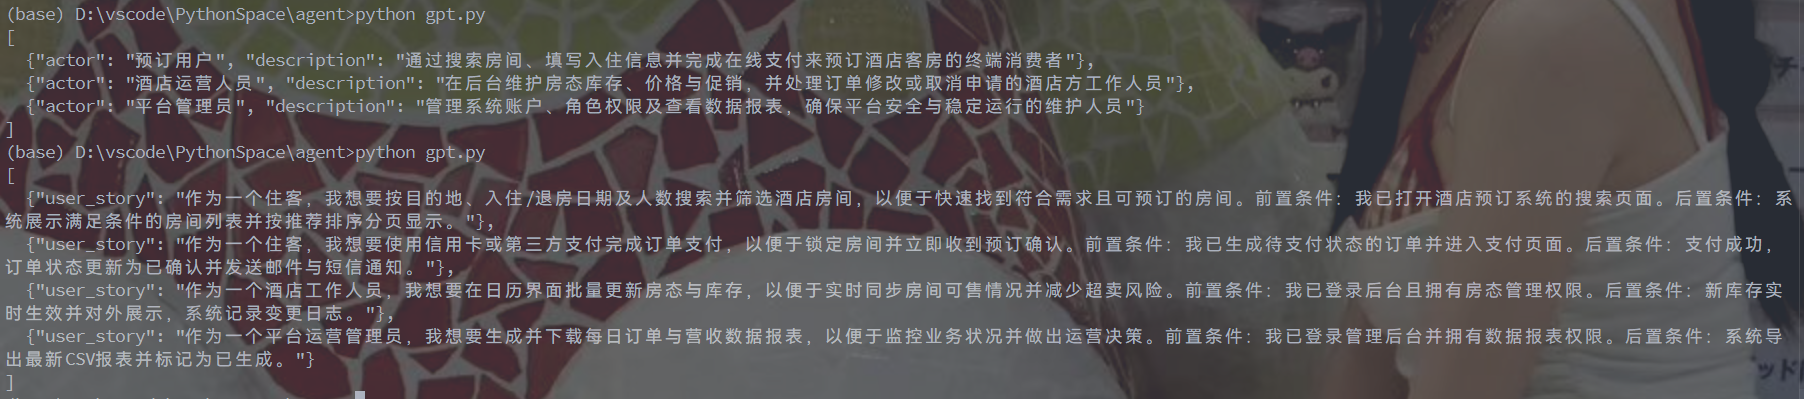 (base) D:\vscode\PythonSpace\agent>python gpt.py
[
  {"actor": "预订用户", "description": "通过搜索房间、填写入住信息并完成在线支付来预订酒店客房的终端消费者"},
  {"actor": "酒店运营人员", "description": "在后台维护房态库存、价格与促销，并处理订单修改或取消申请的酒店方工作人员"},
  {"actor": "平台管理员", "description": "管理系统账户、角色权限及查看数据报表，确保平台安全与稳定运行的维护人员"}
]
(base) D:\vscode\PythonSpace\agent>python gpt.py
[
  {"user_story": "作为一个住客，我想要按目的地、入住/退房日期及人数搜索并筛选酒店房间，以便于快速找到符合需求且可预订的房间。前置条件：我已打开酒店预订系统的搜索页面。后置条件：系
统展示满足条件的房间列表并按推荐排序分页显示。"},
  {"user_story": "作为一个住客，我想要使用信用卡或第三方支付完成订单支付，以便于锁定房间并立即收到预订确认。前置条件：我已生成待支付状态的订单并进入支付页面。后置条件：支付成功，
订单状态更新为已确认并发送邮件与短信通知。"},
  {"user_story": "作为一个酒店工作人员，我想要在日历界面批量更新房态与库存，以便于实时同步房间可售情况并减少超卖风险。前置条件：我已登录后台且拥有房态管理权限。后置条件：新库存实
时生效并对外展示，系统记录变更日志。"},
  {"user_story": "作为一个平台运营管理员，我想要生成并下载每日订单与营收数据报表，以便于监控业务状况并做出运营决策。前置条件：我已登录管理后台并拥有数据报表权限。后置条件：系统导
出最新CSV报表并标记为已生成。"}
]